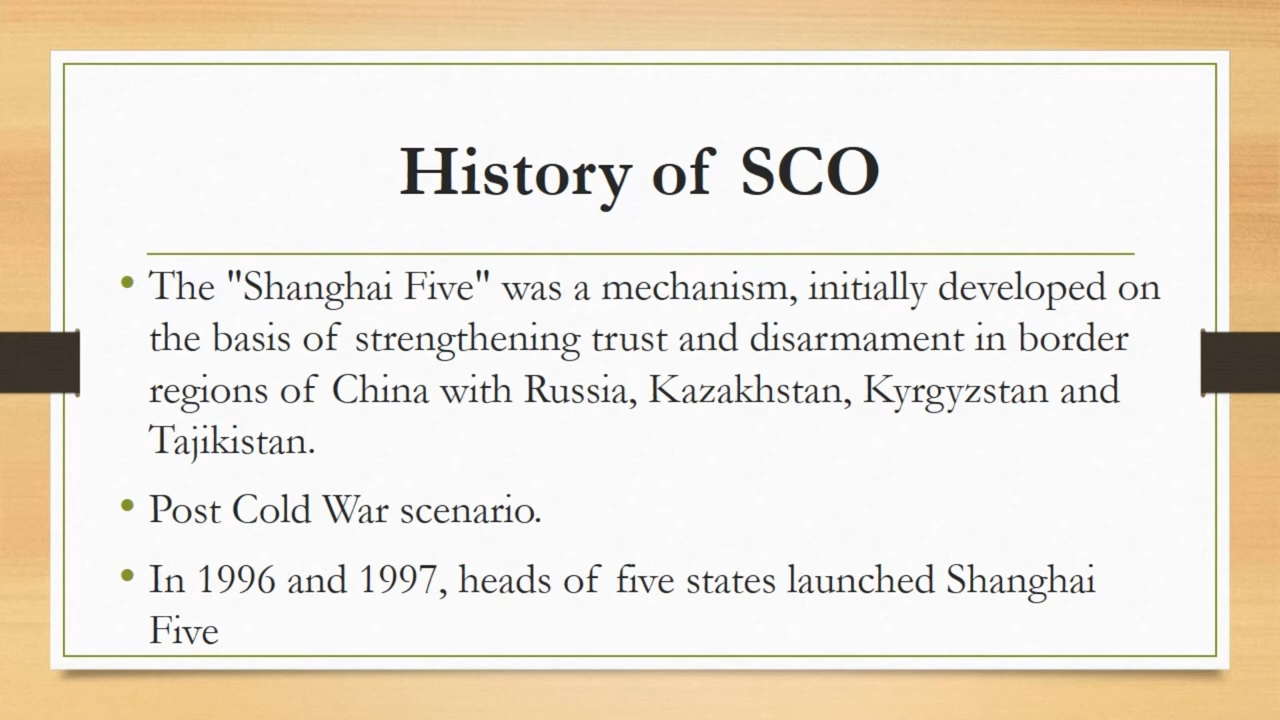 History of SCO
• The "Shanghai Five" was a mechanism, initially developed on
the basis of strengthening trust and disarmament in border
regions of China with Russia, Kazakhstan, Kyrgyzstan and
Tajikistan.
• Post Cold War scenario.
• In 1996 and 1997, heads of five states launched Shanghai
Five